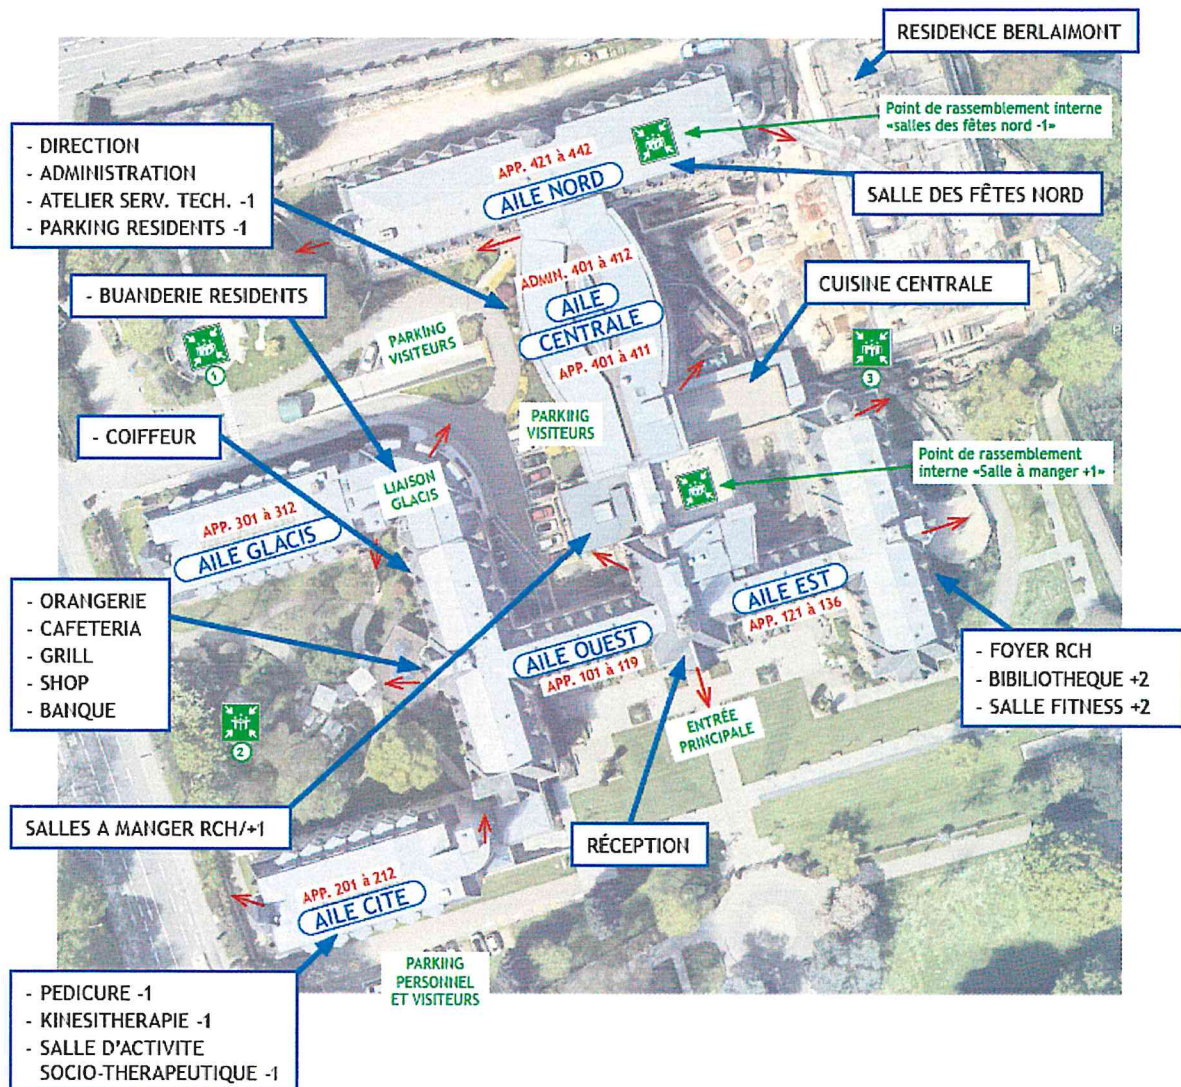 RESIDENCE BERLAIMONT
Point de rassemblement interne
«salles des fêtes nord -1»
- DIRECTION
- ADMINISTRATION
- ATELIER SERV. TECH. -1
- PARKING RESIDENTS -1
APP. 421 à 442
AILE NORD
SALLE DES FÊTES NORD
- BUANDERIE RESIDENTS
ADMIN. 401 à 412
AILE
CENTRALE
APP. 401 à 411
CUISINE CENTRALE
PARKING
VISITEURS
1
3
- COIFFEUR
PARKING
VISITEURS
Point de rassemblement
interne «Salle à manger +1»
LIAISON
GLACIS
APP. 301 à 312
AILE GLACIS
- ORANGERIE
- CAFETERIA
- GRILL
- SHOP
- BANQUE
AILE EST
APP. 121 à 136
AILE OUEST
APP. 101 à 119
- FOYER RCH
- BIBILIOTHEQUE +2
- SALLE FITNESS +2
2
ENTRÉE
PRINCIPALE
SALLES A MANGER RCH/+1
RÉCEPTION
APP. 201 à 212
AILE CITE
PARKING
PERSONNEL
ET VISITEURS
- PEDICURE -1
- KINESITHERAPIE -1
- SALLE D'ACTIVITE
SOCIO-THERAPEUTIQUE -1